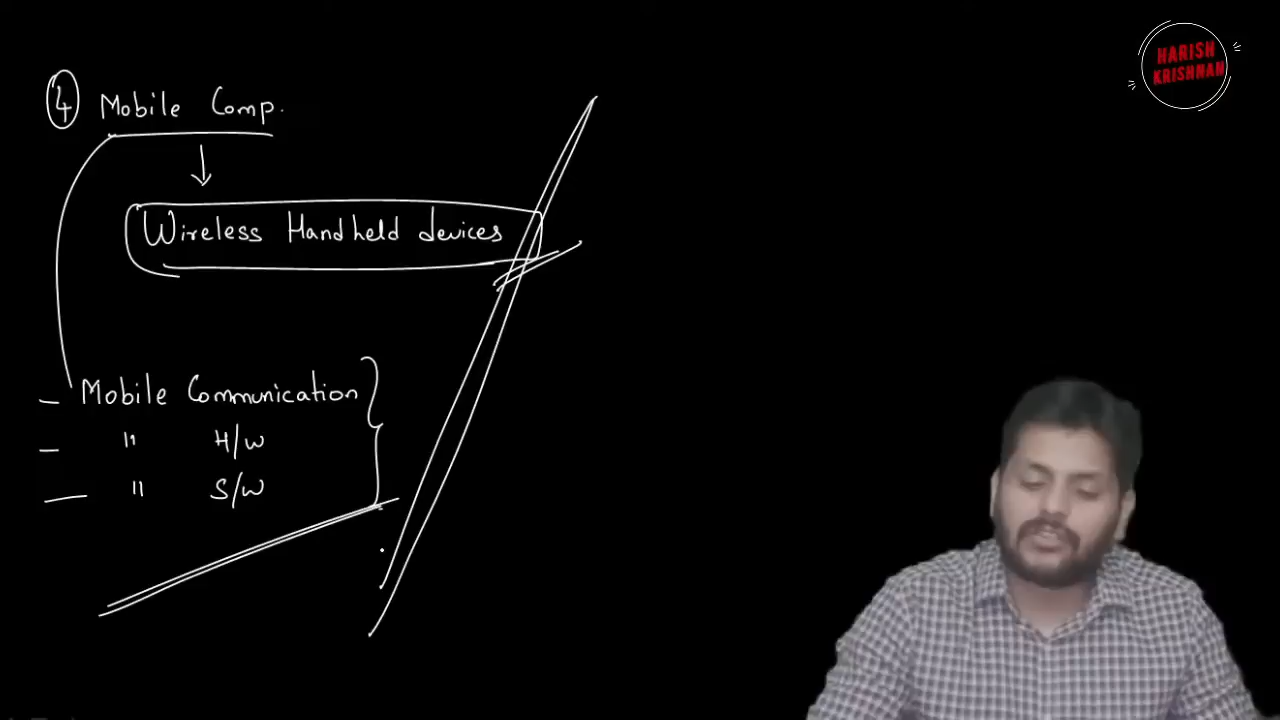 4 Mobile Comp.
Wireless Handheld devices
- Mobile Communication
- " H/W
- " S/W
HARISH
KRISHNAN